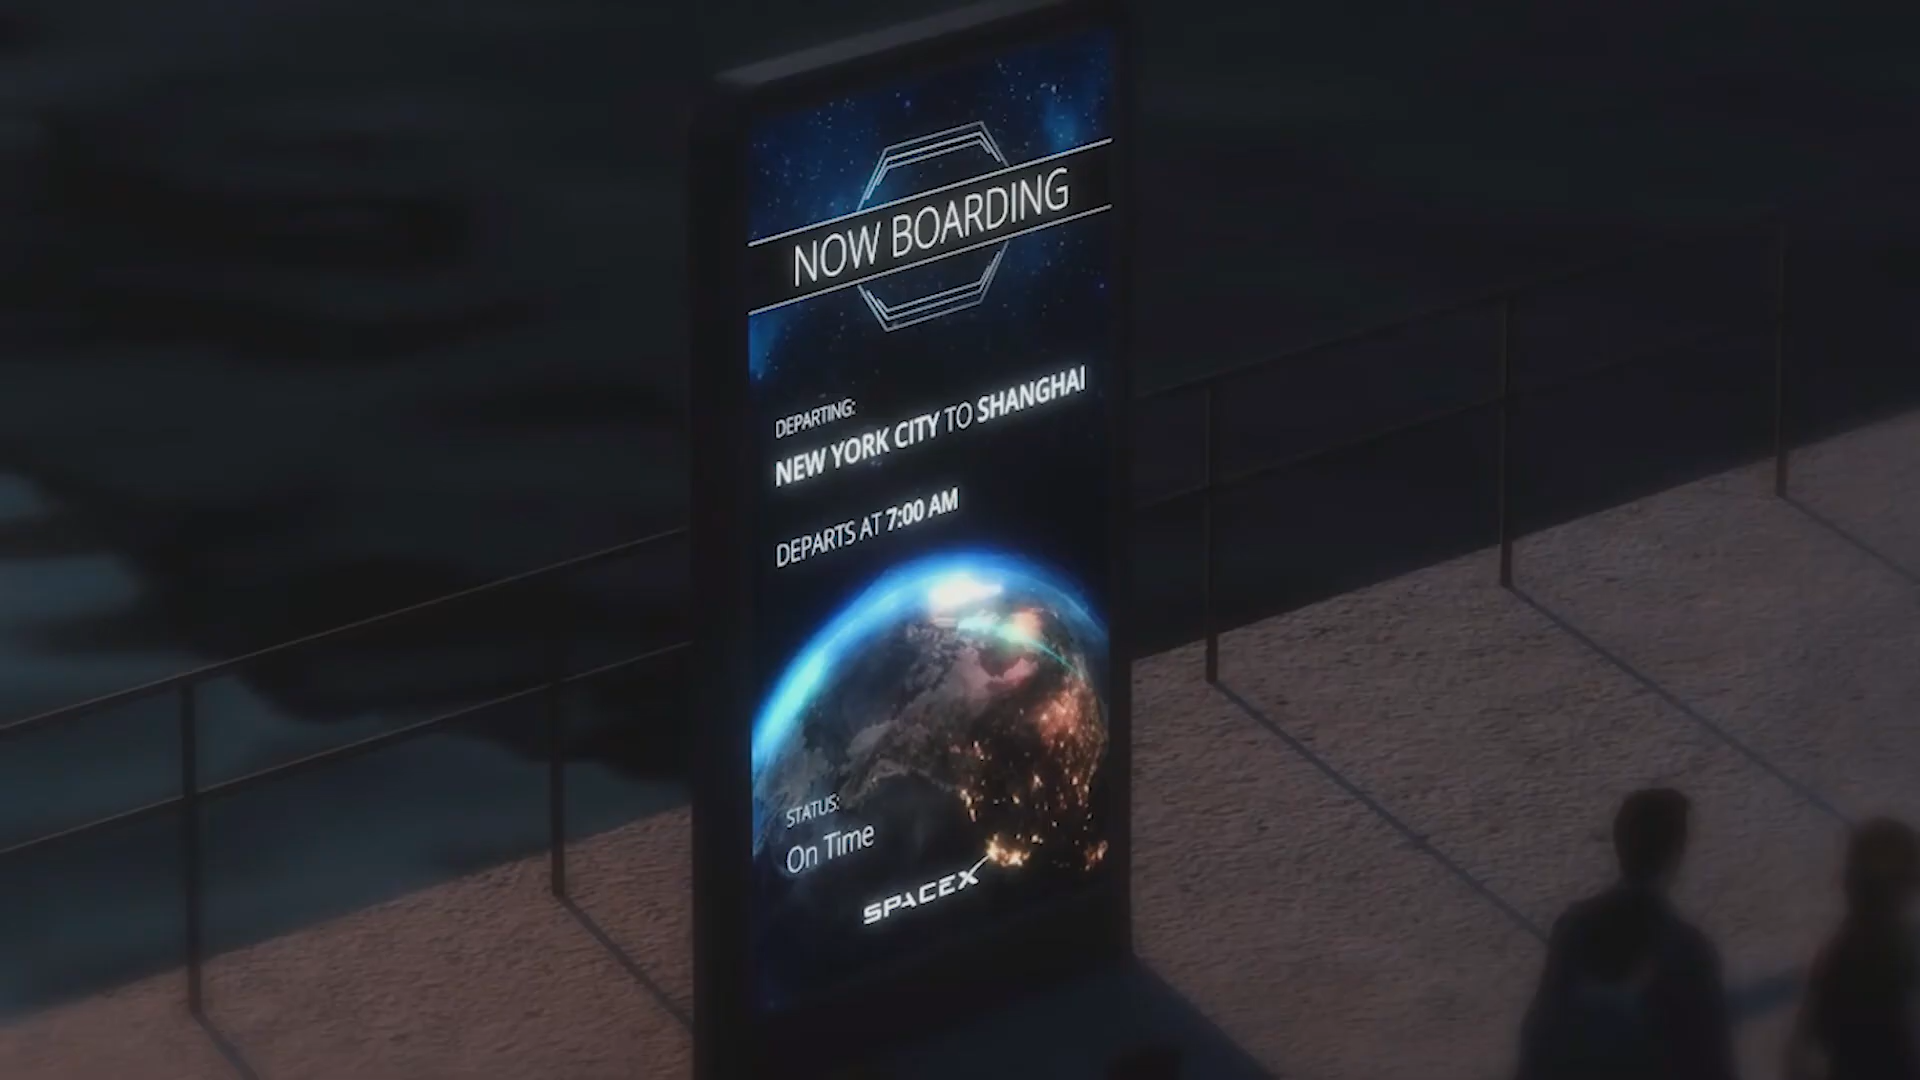 NOW BOARDING
DEPARTING:
NEW YORK CITY TO SHANGHAI
DEPARTS AT 7:00 AM
STATUS:
On Time
SPACEX